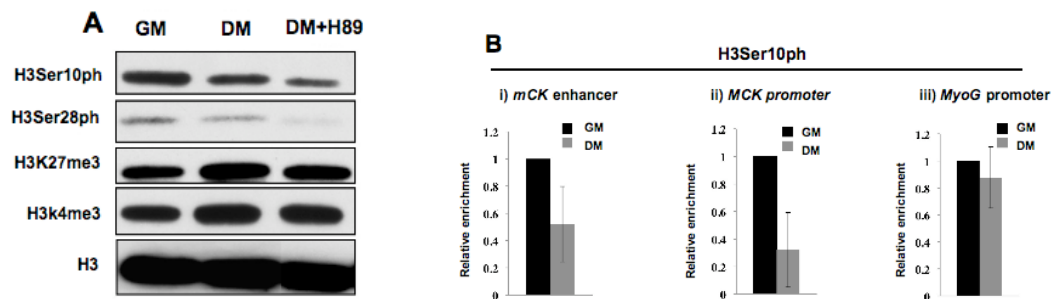 A
GM DM DM+H89
H3Ser10ph
H3Ser28ph
H3K27me3
H3k4me3
H3
B
H3Ser10ph
i) mCK enhancer
GM
DM
Relative enrichment
1.2
1
0.8
0.6
0.4
0.2
0
ii) MCK promoter
GM
DM
Relative enrichment
1.2
1
0.8
0.6
0.4
0.2
0
iii) MyoG promoter
GM
DM
Relative enrichment
1.2
1
0.8
0.6
0.4
0.2
0